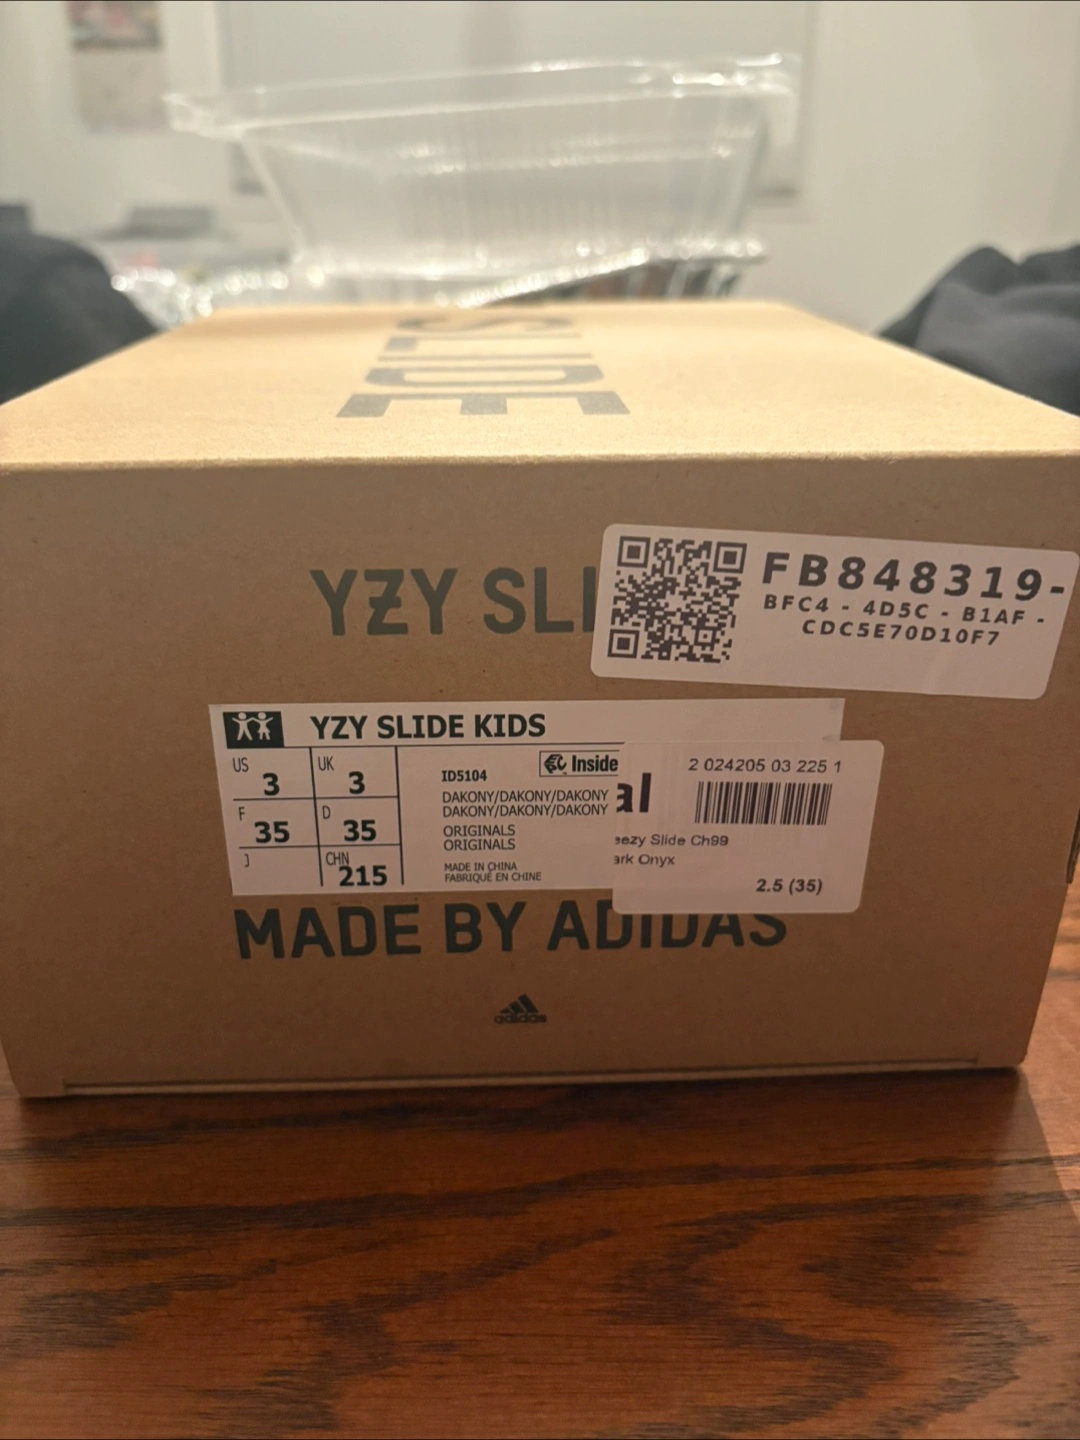 SLIDE
YZY SLI
FB848319-
BFC4 - 4D5C - B1AF -
CDC5E70D10F7
YZY SLIDE KIDS
US 3 UK 3
F 35 D 35
J CHN 215
Inside
ID5104
DAKONY/DAKONY/DAKONY
DAKONY/DAKONY/DAKONY
ORIGINALS
ORIGINALS
MADE IN CHINA
FABRIQUÉ EN CHINE
al
2 024205 03 225 1
eezy Slide Ch99
ark Onyx
2.5 (35)
MADE BY ADIDAS
adidas